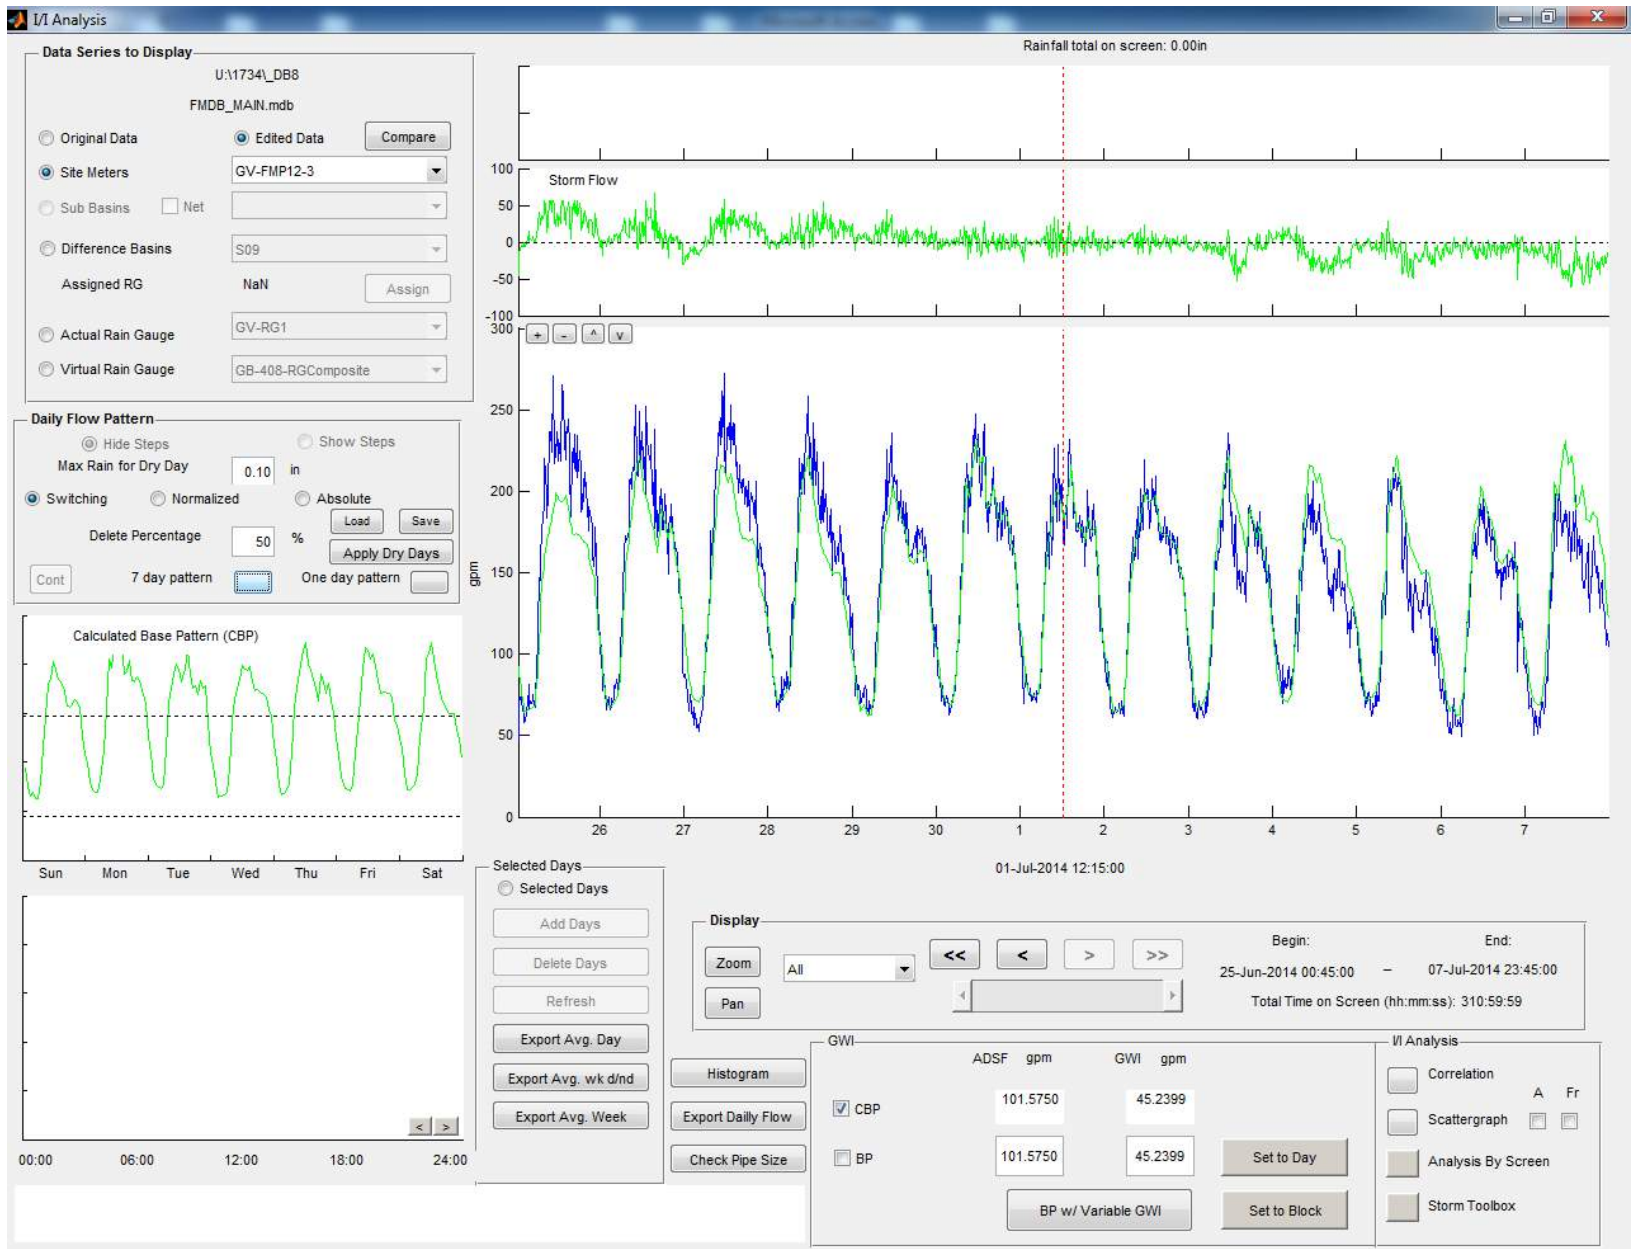 I/I Analysis
Data Series to Display
U:\1734\_DB8
FMDB_MAIN.mdb
Original Data
Edited Data
Compare
Site Meters
GV-FMP12-3
Sub Basins
Net
Difference Basins
S09
Assigned RG
NaN
Assign
Actual Rain Gauge
GV-RG1
Virtual Rain Gauge
GB-408-RGComposite
Daily Flow Pattern
Hide Steps
Show Steps
Max Rain for Dry Day
0.10
in
Switching
Normalized
Absolute
Load
Save
Delete Percentage
50
%
Apply Dry Days
Cont
7 day pattern
One day pattern
Calculated Base Pattern (CBP)
Sun Mon Tue Wed Thu Fri Sat
< >
00:00 06:00 12:00 18:00 24:00
Rainfall total on screen: 0.00in
Storm Flow
100
50
0
-50
-100
+ - ^ v
300
250
200
150
100
50
0
gpm
26 27 28 29 30 1 2 3 4 5 6 7
01-Jul-2014 12:15:00
Selected Days
Selected Days
Add Days
Delete Days
Refresh
Export Avg. Day
Export Avg. wk d/nd
Export Avg. Week
Histogram
Export Dailly Flow
Check Pipe Size
Display
Zoom
Pan
All
<< < > >>
Begin:
End:
25-Jun-2014 00:45:00 – 07-Jul-2014 23:45:00
Total Time on Screen (hh:mm:ss): 310:59:59
GWI
ADSF gpm
GWI gpm
CBP
101.5750
45.2399
BP
101.5750
45.2399
Set to Day
BP w/ Variable GWI
Set to Block
I/I Analysis
Correlation
A Fr
Scattergraph
Analysis By Screen
Storm Toolbox